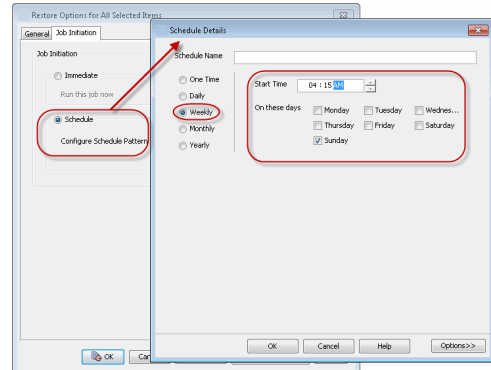 Restore Options for All Selected Items
General Job Initiation
Job Initiation
Immediate
Run this job now
Schedule
Configure Schedule Pattern
OK
Schedule Details
Schedule Name
One Time
Daily
Weekly
Monthly
Yearly
Start Time 04 : 15 AM
On these days
Monday Tuesday Wednes...
Thursday Friday Saturday
Sunday
OK Cancel Help Options>>